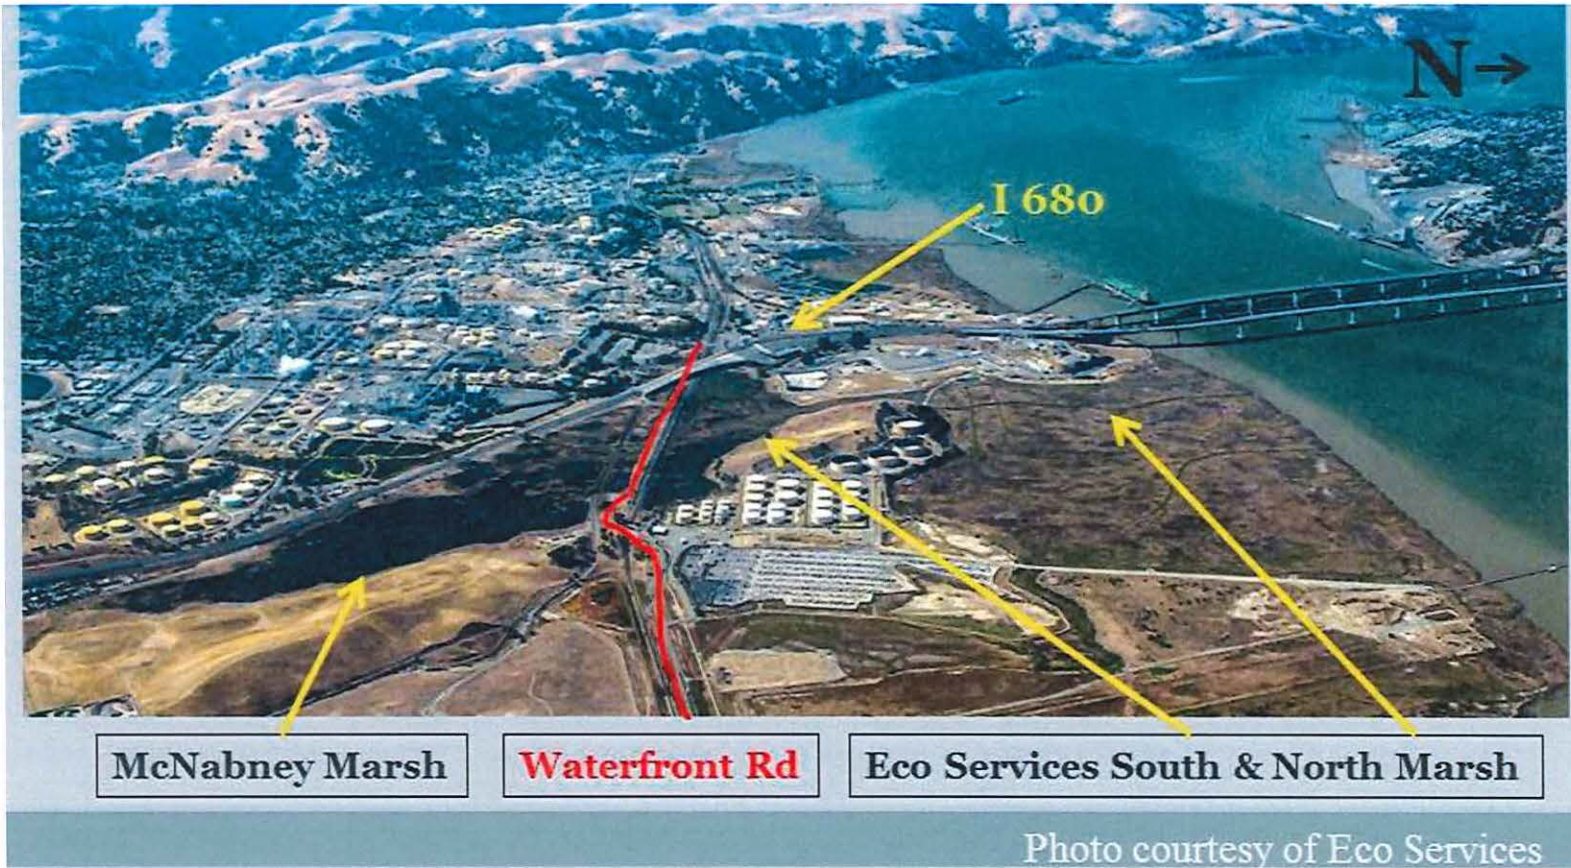 N→
I 680
McNabney Marsh
Waterfront Rd
Eco Services South & North Marsh
Photo courtesy of Eco Services